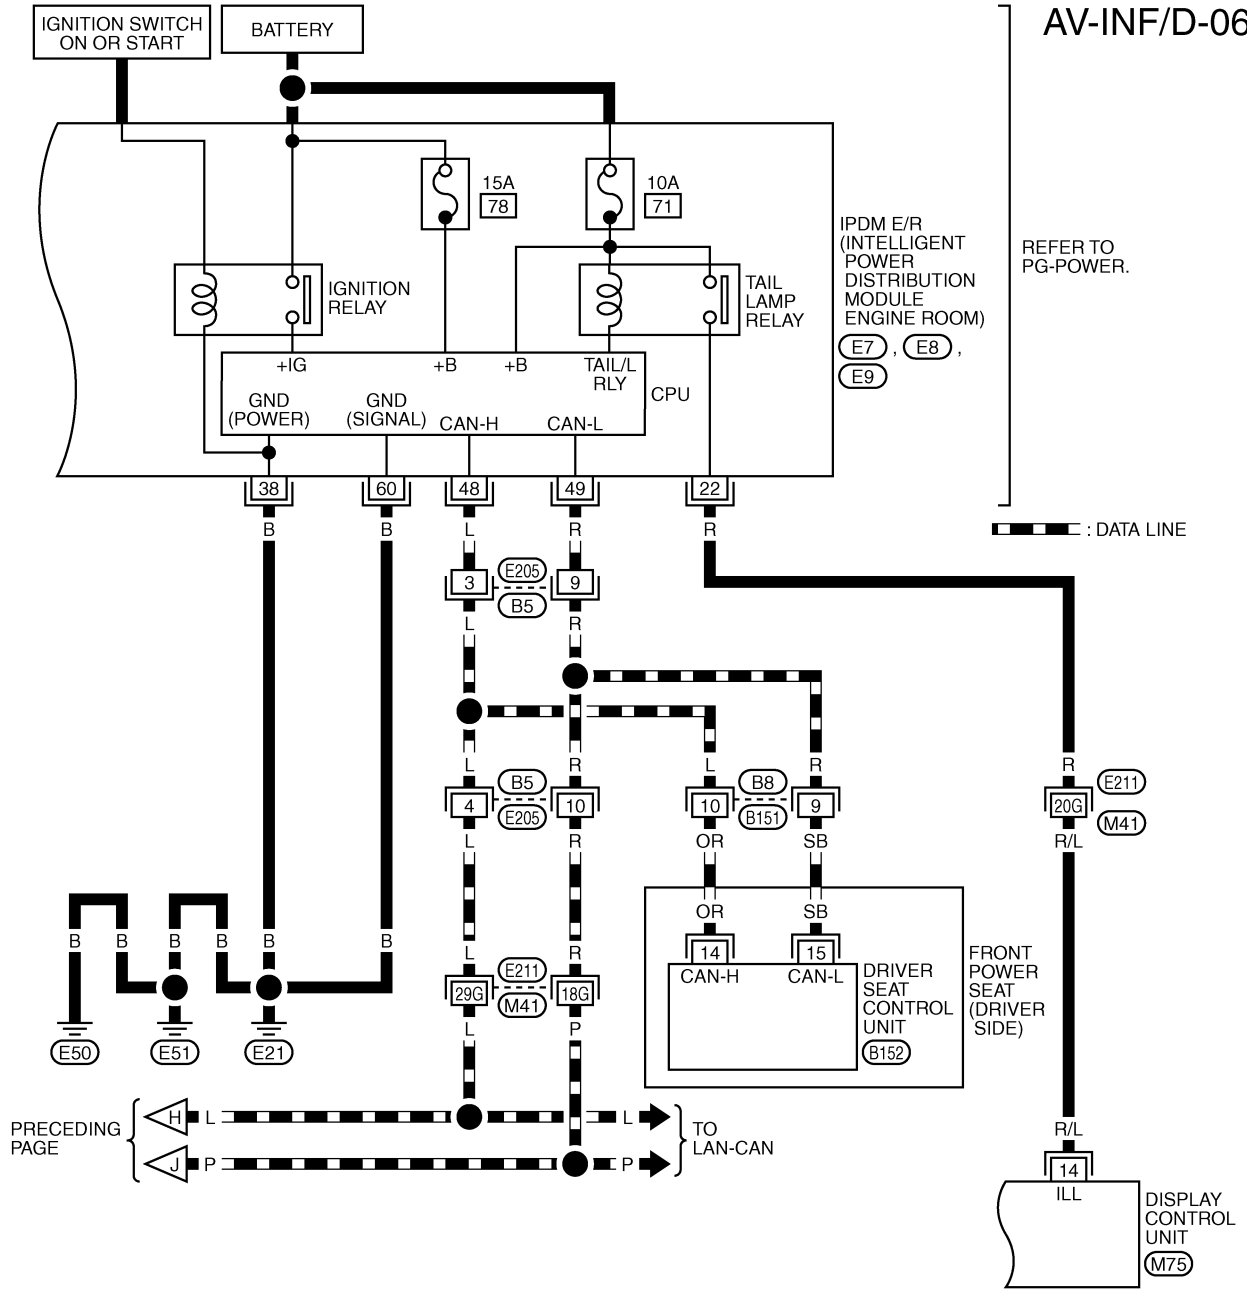 AV-INF/D-06
IGNITION SWITCH
ON OR START
BATTERY
15A
78
10A
71
IGNITION
RELAY
TAIL
LAMP
RELAY
IPDM E/R
(INTELLIGENT
POWER
DISTRIBUTION
MODULE
ENGINE ROOM)
E7 , E8 ,
E9
REFER TO
PG-POWER.
+IG
+B
+B
TAIL/L
RLY
CPU
GND
(POWER)
GND
(SIGNAL)
CAN-H
CAN-L
38
60
48
49
22
B
B
L
R
R
: DATA LINE
3
E205
B5
9
L
R
L
R
L
R
R
4
B5
E205
10
10
B8
B151
9
20G
E211
M41
L
R
OR
SB
R/L
OR
SB
B
B
B
B
B
B
L
R
14
15
CAN-H
CAN-L
DRIVER
SEAT
CONTROL
UNIT
B152
FRONT
POWER
SEAT
(DRIVER
SIDE)
29G
E211
M41
18G
L
P
E50
E51
E21
PRECEDING
PAGE
H
L
L
J
P
P
TO
LAN-CAN
R/L
14
ILL
DISPLAY
CONTROL
UNIT
M75